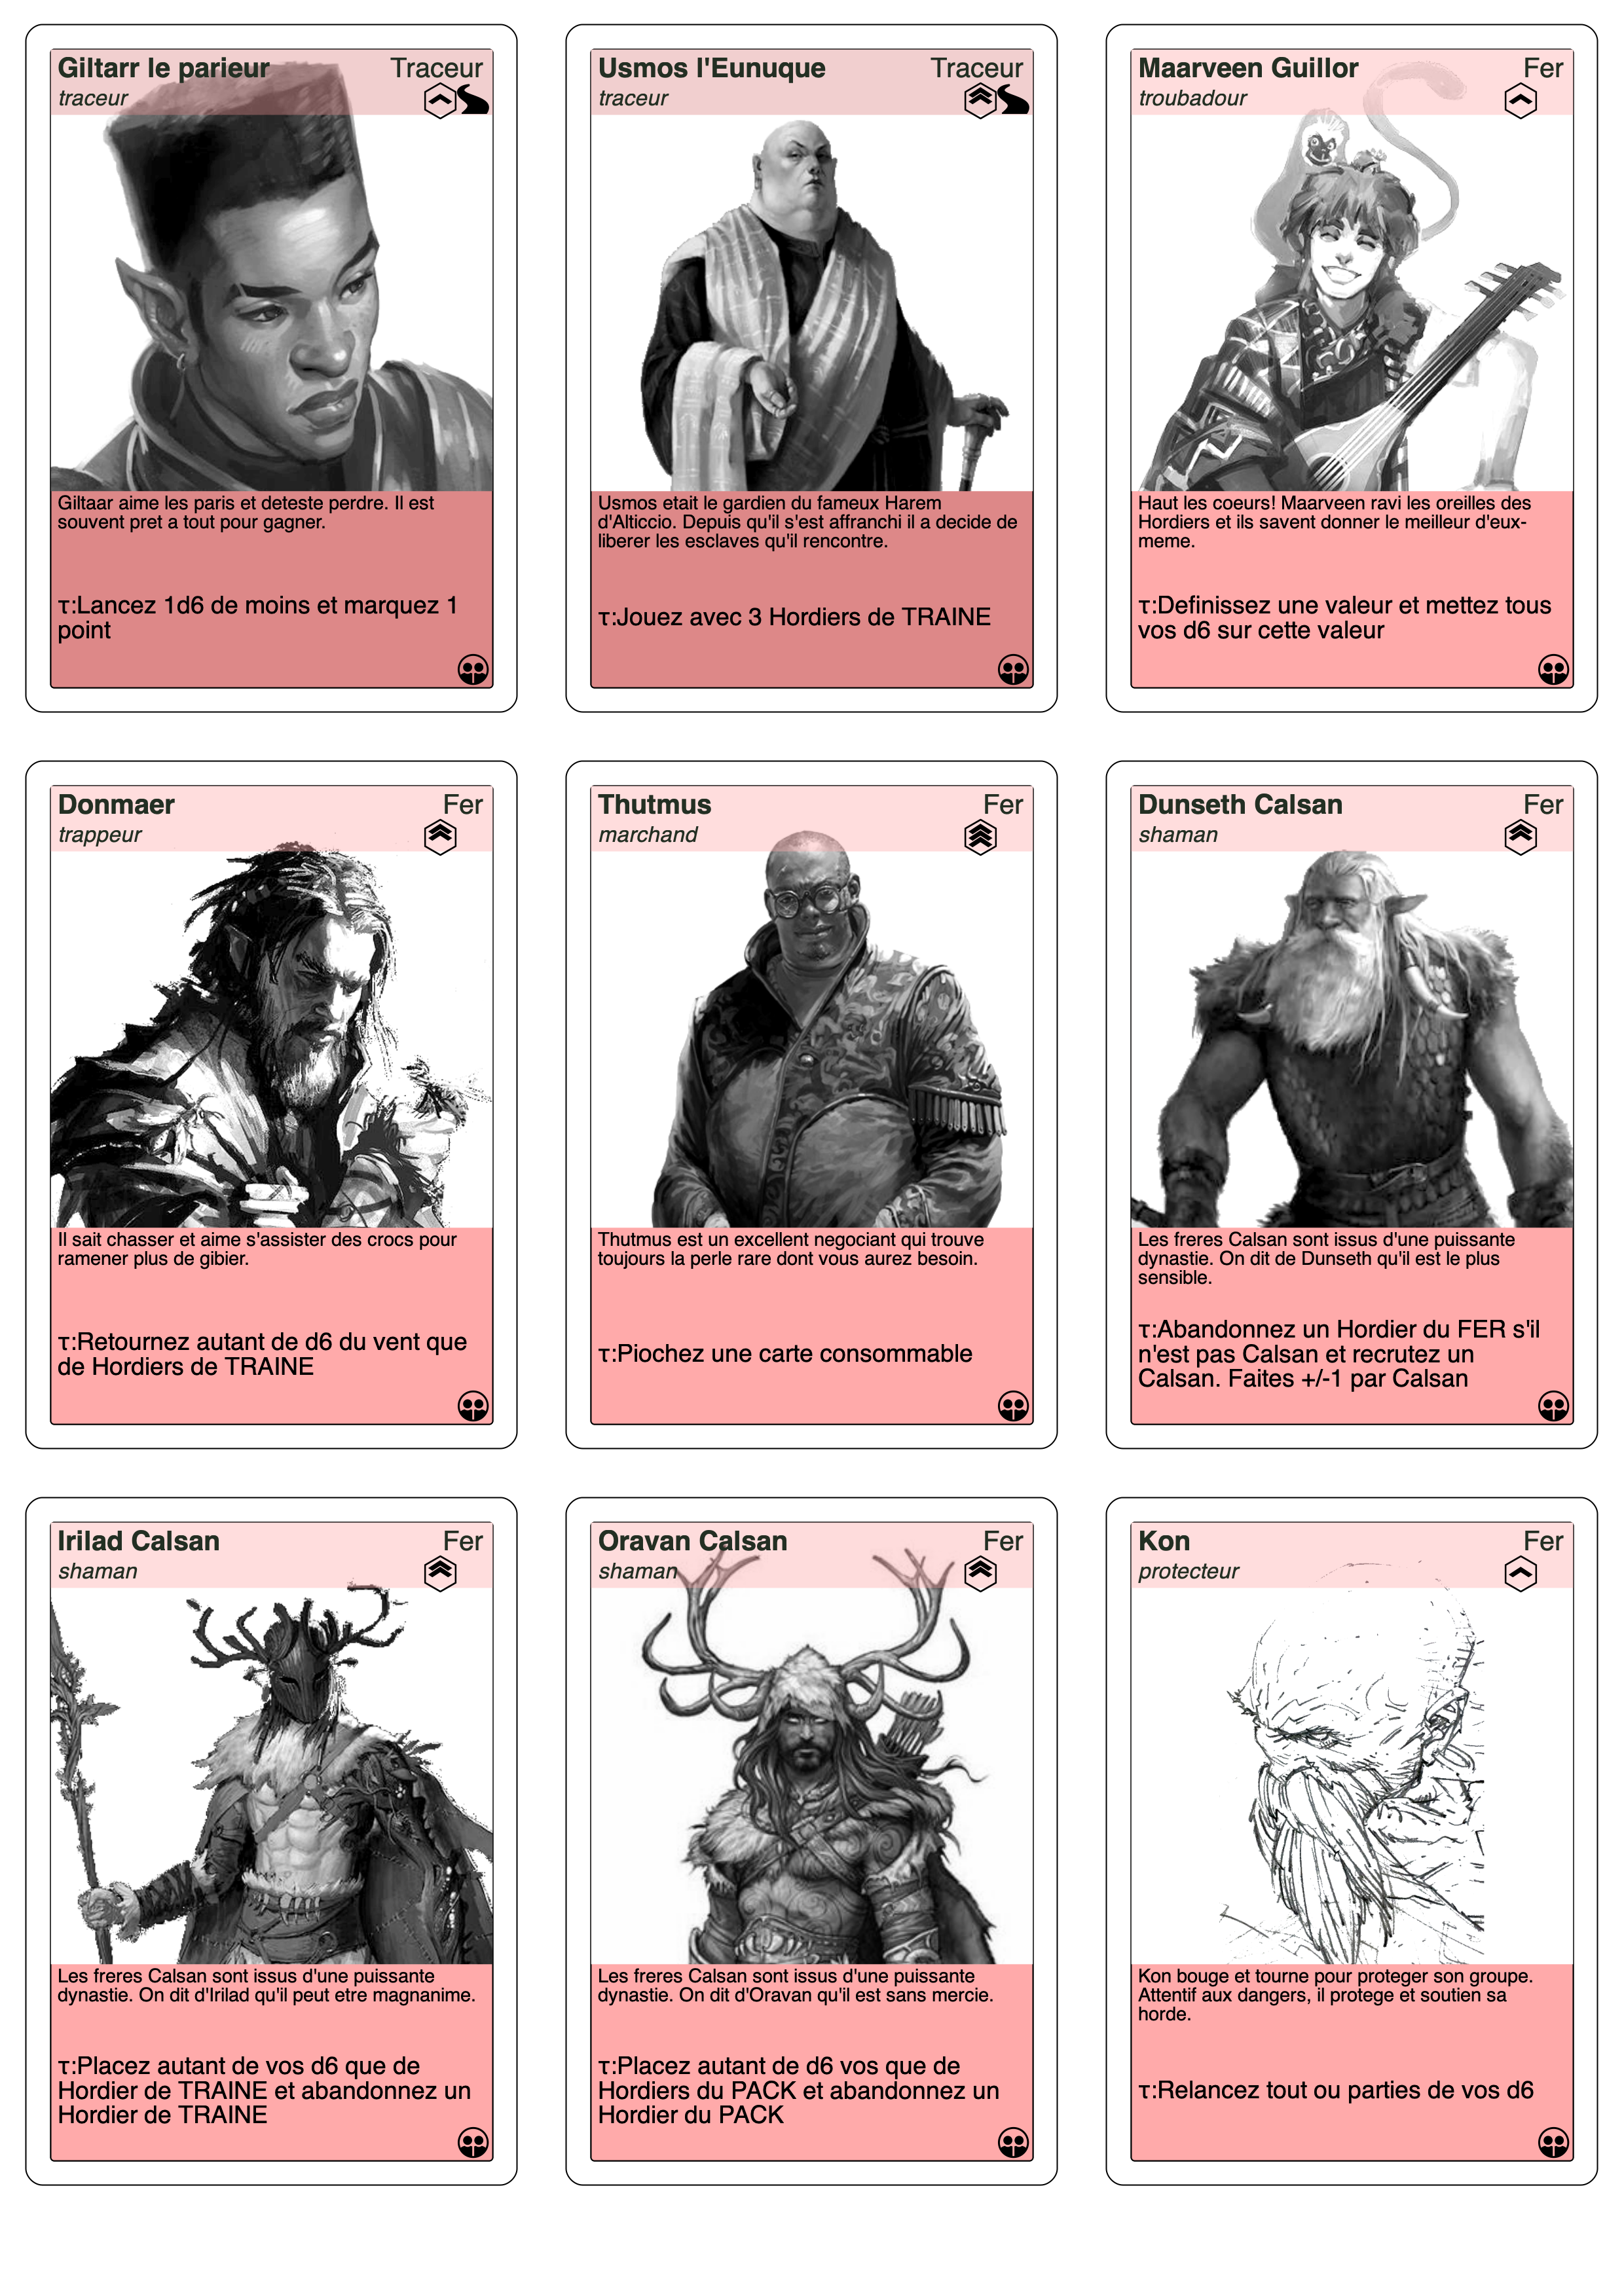 Giltarr le parieur Traceur
traceur
Giltaar aime les paris et deteste perdre. Il est
souvent pret a tout pour gagner.
τ:Lancez 1d6 de moins et marquez 1
point
Usmos l'Eunuque Traceur
traceur
Usmos etait le gardien du fameux Harem
d'Alticcio. Depuis qu'il s'est affranchi il a decide de
liberer les esclaves qu'il rencontre.
τ:Jouez avec 3 Hordiers de TRAINE
Maarveen Guillor Fer
troubadour
Haut les coeurs! Maarveen ravi les oreilles des
Hordiers et ils savent donner le meilleur d'eux-
meme.
τ:Definissez une valeur et mettez tous
vos d6 sur cette valeur
Donmaer Fer
trappeur
Il sait chasser et aime s'assister des crocs pour
ramener plus de gibier.
τ:Retournez autant de d6 du vent que
de Hordiers de TRAINE
Thutmus Fer
marchand
Thutmus est un excellent negociant qui trouve
toujours la perle rare dont vous aurez besoin.
τ:Piochez une carte consommable
Dunseth Calsan Fer
shaman
Les freres Calsan sont issus d'une puissante
dynastie. On dit de Dunseth qu'il est le plus
sensible.
τ:Abandonnez un Hordier du FER s'il
n'est pas Calsan et recrutez un
Calsan. Faites +/-1 par Calsan
Irilad Calsan Fer
shaman
Les freres Calsan sont issus d'une puissante
dynastie. On dit d'Irilad qu'il peut etre magnanime.
τ:Placez autant de vos d6 que de
Hordier de TRAINE et abandonnez un
Hordier de TRAINE
Oravan Calsan Fer
shaman
Les freres Calsan sont issus d'une puissante
dynastie. On dit d'Oravan qu'il est sans mercie.
τ:Placez autant de d6 vos que de
Hordiers du PACK et abandonnez un
Hordier du PACK
Kon Fer
protecteur
Kon bouge et tourne pour proteger son groupe.
Attentif aux dangers, il protege et soutien sa
horde.
τ:Relancez tout ou parties de vos d6